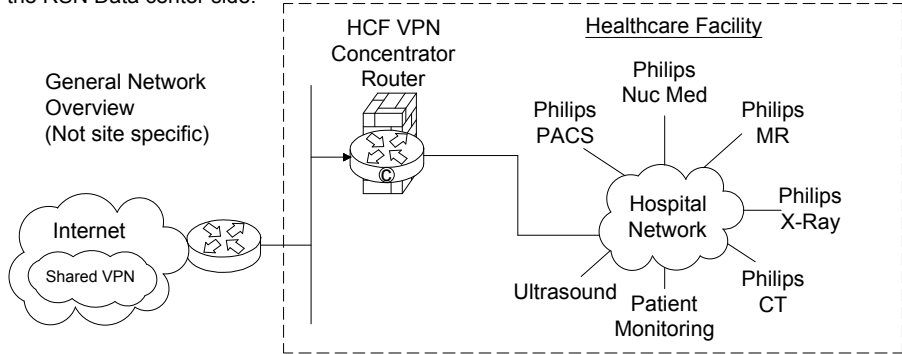 the RSN Data center side.
Healthcare Facility
HCF VPN
Concentrator
Router
General Network
Overview
(Not site specific)
Philips
Nuc Med
Philips
PACS
Philips
MR
C
Internet
Shared VPN
Hospital
Network
Philips
X-Ray
Ultrasound
Patient
Monitoring
Philips
CT